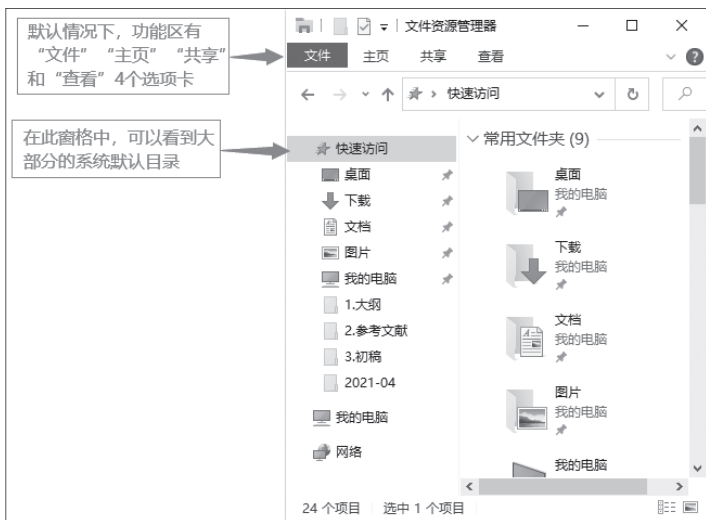 默认情况下，功能区有
“文件” “主页” “共享”
和“查看”4个选项卡
在此窗格中，可以看到大
部分的系统默认目录
文件资源管理器
文件 主页 共享 查看
快速访问
快速访问
桌面
下载
文档
图片
我的电脑
1.大纲
2.参考文献
3.初稿
2021-04
我的电脑
网络
常用文件夹 (9)
桌面
我的电脑
下载
我的电脑
文档
我的电脑
图片
我的电脑
我的电脑
24 个项目 选中 1 个项目